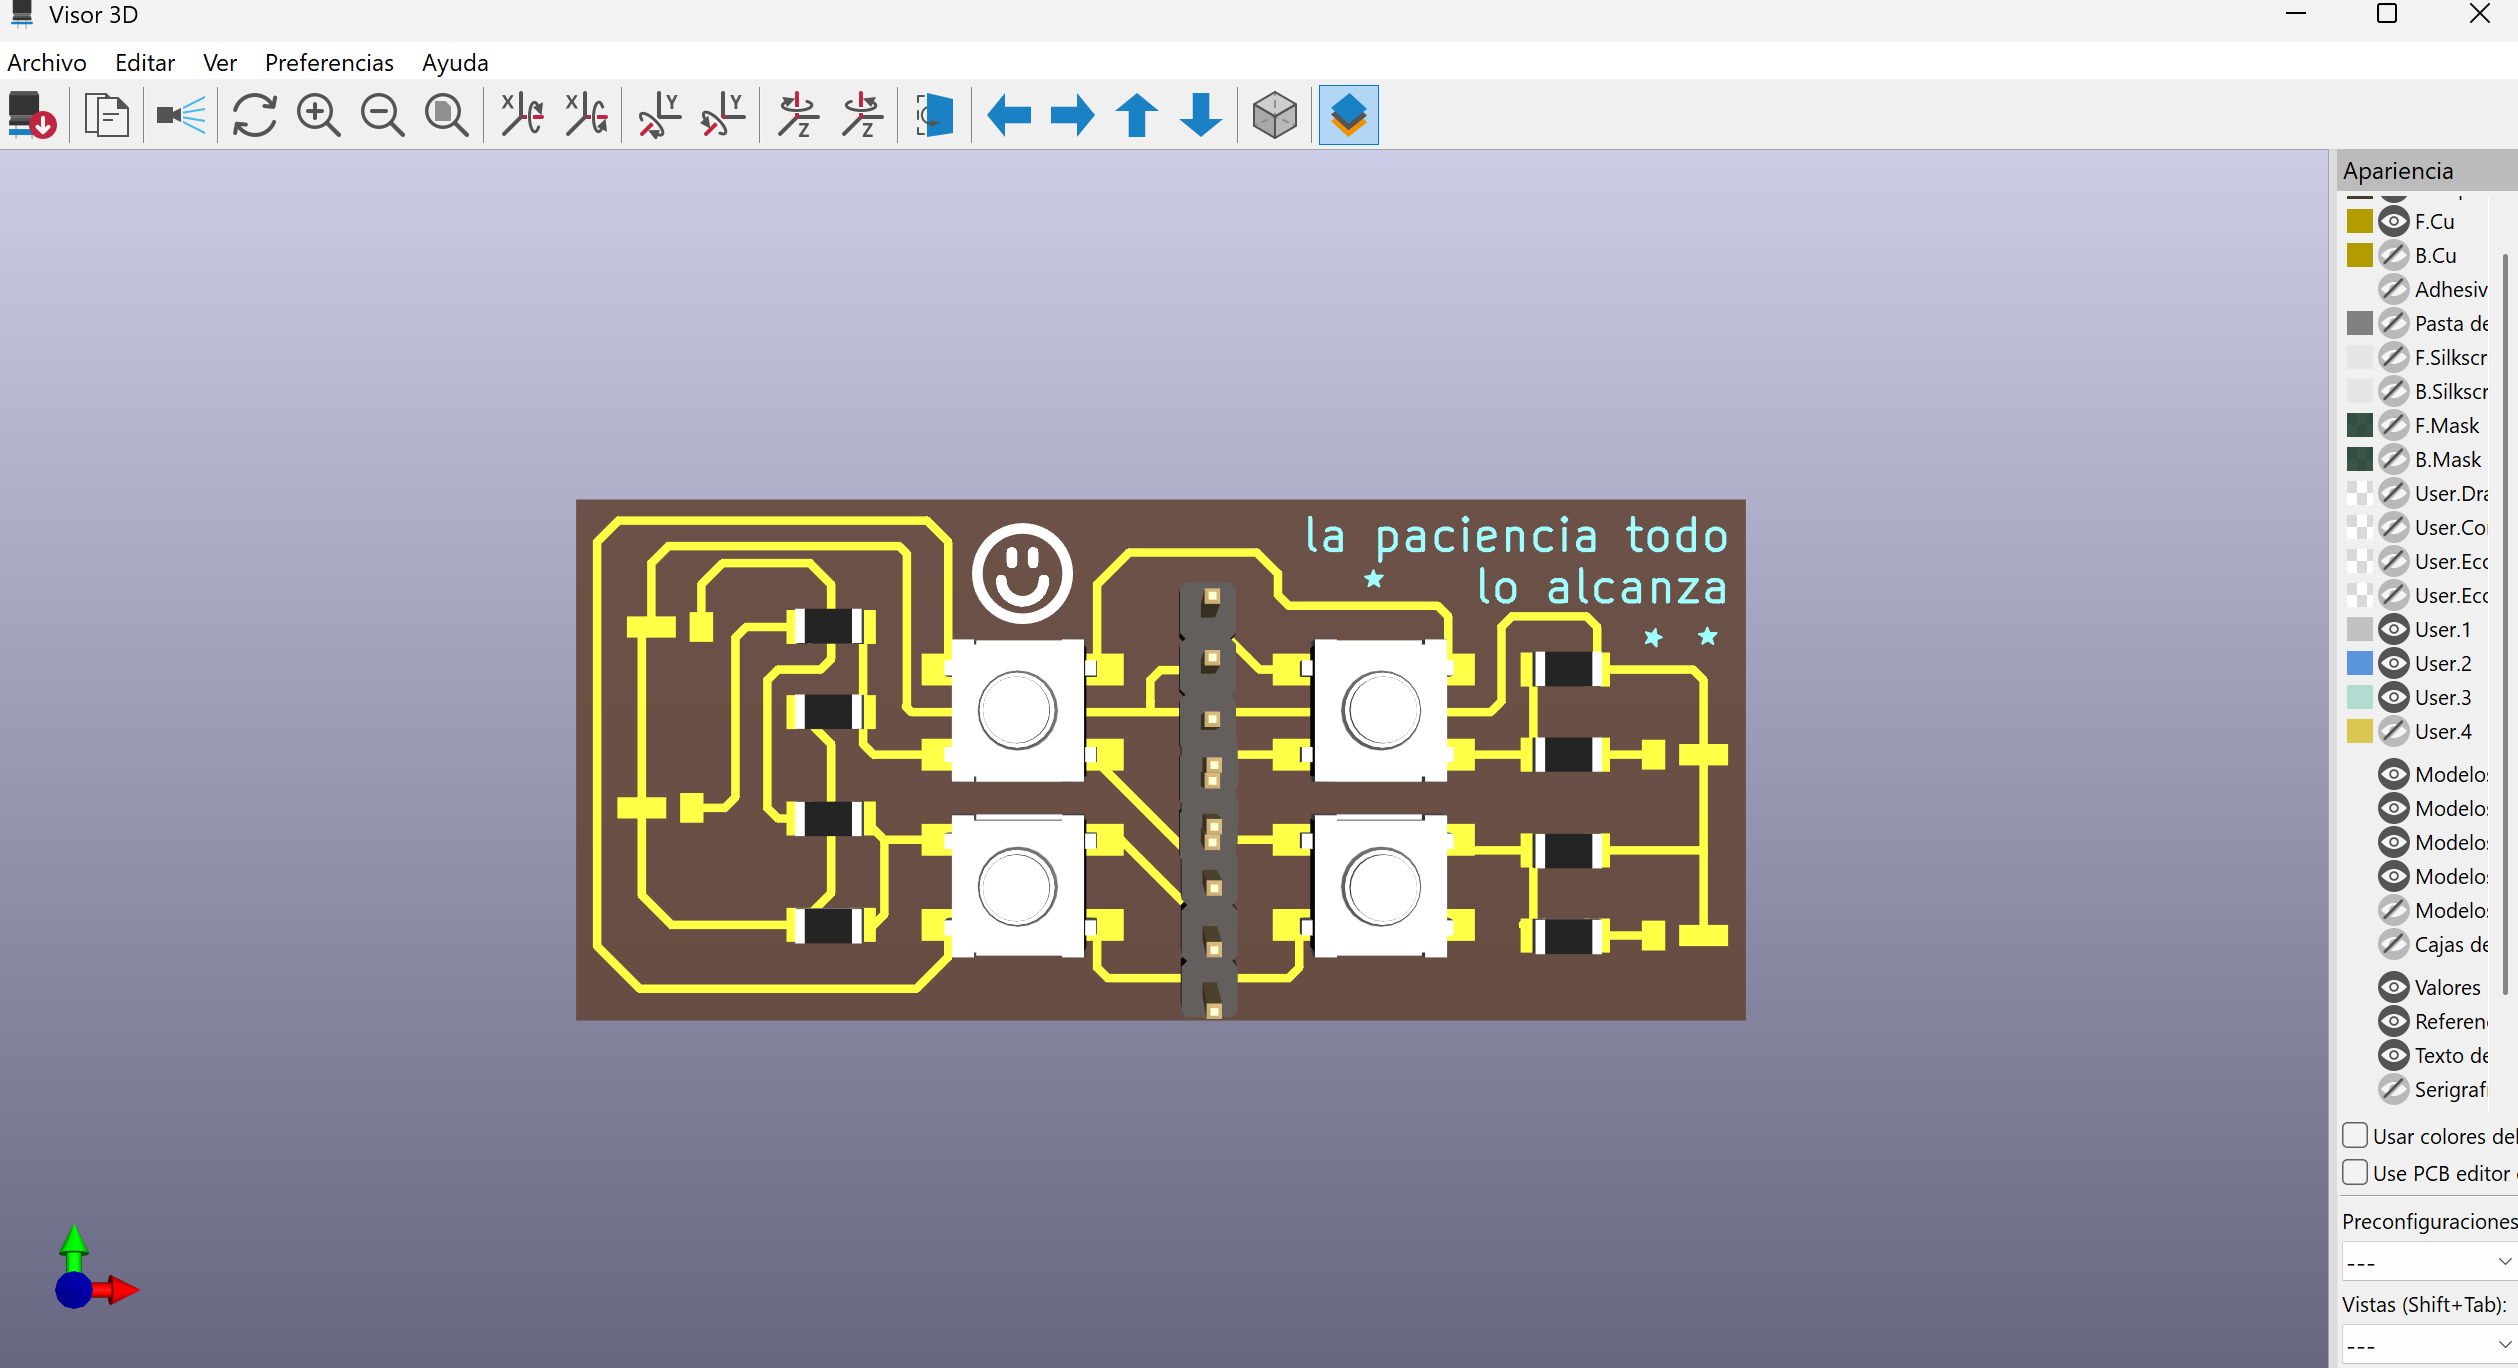 Visor 3D
Archivo Editar Ver Preferencias Ayuda
X X Y Y Z Z
Apariencia
F.Cu
B.Cu
Adhesiv
Pasta de
F.Silkscr
B.Silkscr
F.Mask
B.Mask
User.Dra
User.Co
User.Ecc
User.Ecc
User.1
User.2
User.3
User.4
Modelo
Modelo
Modelo
Modelo
Modelo
Cajas de
Valores
Referen
Texto de
Serigraf
Usar colores del
Use PCB editor
Preconfiguraciones
---
Vistas (Shift+Tab):
---
la paciencia todo
lo alcanza